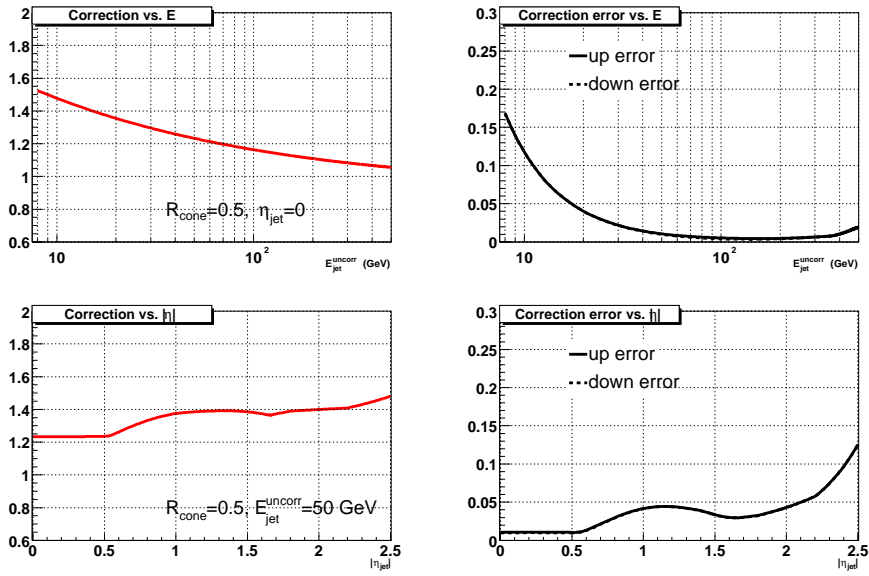 Correction vs. E
2
1.8
1.6
1.4
1.2
1
0.8
0.6
R_cone=0.5, η_jet=0
10
10²
E_jet^uncorr (GeV)
Correction error vs. E
0.3
0.25
0.2
0.15
0.1
0.05
0
up error
down error
10
10²
E_jet^uncorr (GeV)
Correction vs. |η|
2
1.8
1.6
1.4
1.2
1
0.8
0.6
R_cone=0.5, E_jet^uncorr=50 GeV
0 0.5 1 1.5 2 2.5
|η_jet|
Correction error vs. |η|
0.3
0.25
0.2
0.15
0.1
0.05
0
up error
down error
0 0.5 1 1.5 2 2.5
|η_jet|